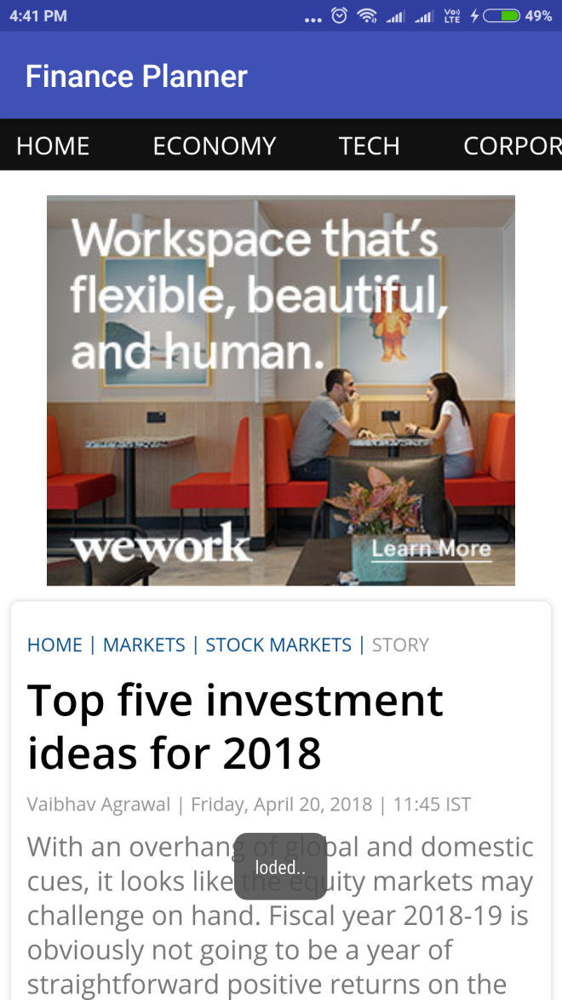 4:41 PM
Vo))
LTE
49%
Finance Planner
HOME ECONOMY TECH CORPOR
Workspace that's
flexible, beautiful,
and human.
wework
Learn More
HOME | MARKETS | STOCK MARKETS | STORY
Top five investment
ideas for 2018
Vaibhav Agrawal | Friday, April 20, 2018 | 11:45 IST
With an overhang of global and domestic
cues, it looks like the equity markets may
loded..
challenge on hand. Fiscal year 2018-19 is
obviously not going to be a year of
straightforward positive returns on the